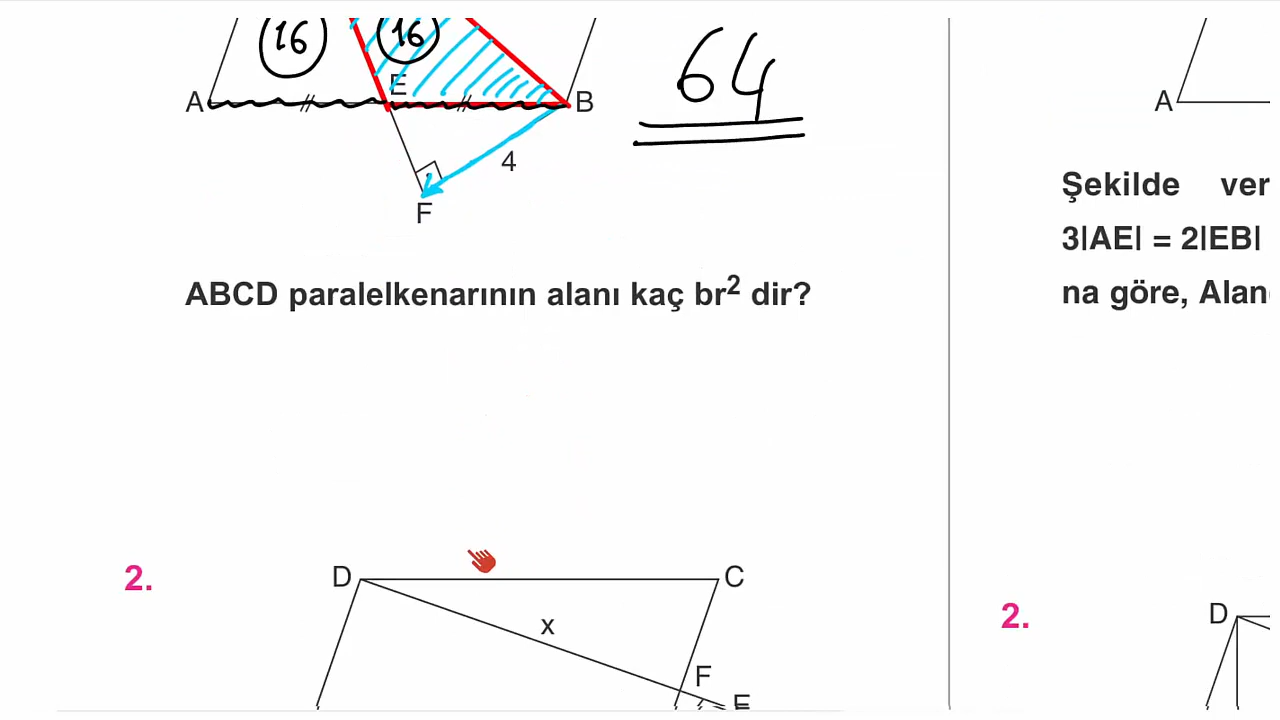 16
16
64
E
A
B
4
F
ABCD paralelkenarının alanı kaç br² dir?
2.
D
C
x
F
E
A
Şekilde ver
3|AE| = 2|EB|
na göre, Alan
2.
D